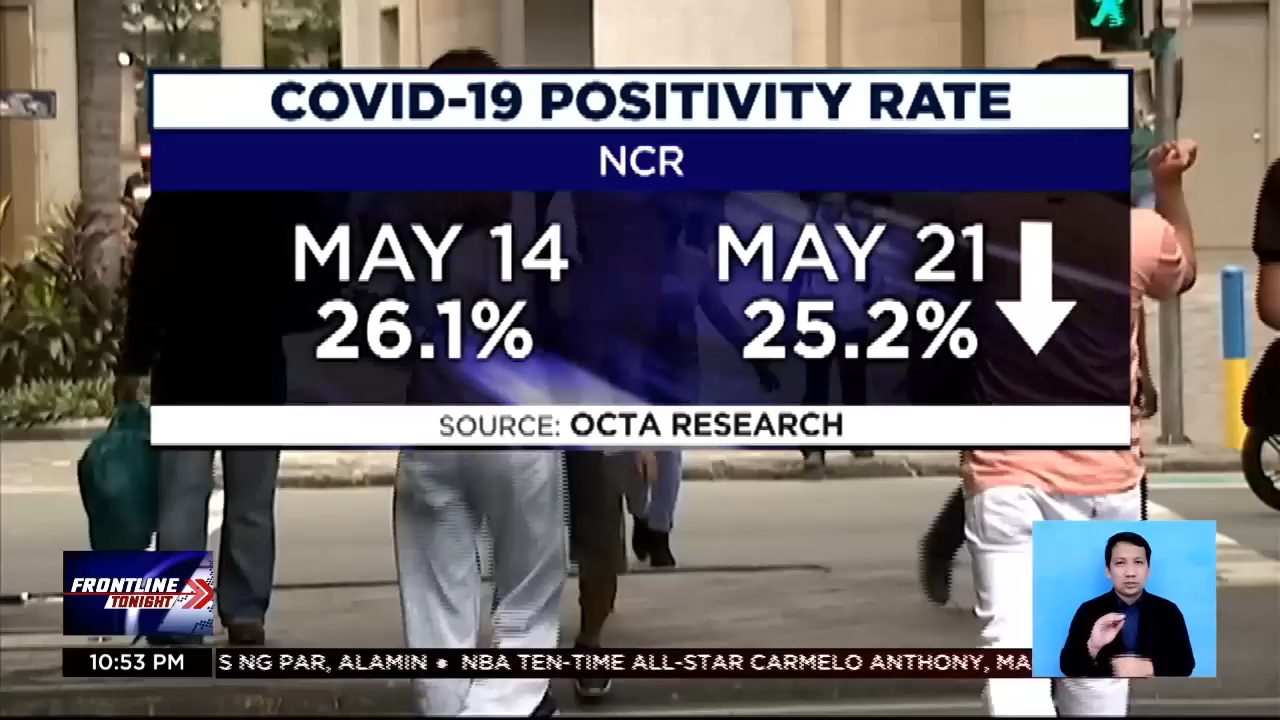 COVID-19 POSITIVITY RATE
NCR
MAY 14
26.1%
MAY 21
25.2%
SOURCE: OCTA RESEARCH
FRONTLINE
TONIGHT
10:53 PM
S NG PAR, ALAMIN • NBA TEN-TIME ALL-STAR CARMELO ANTHONY, MA